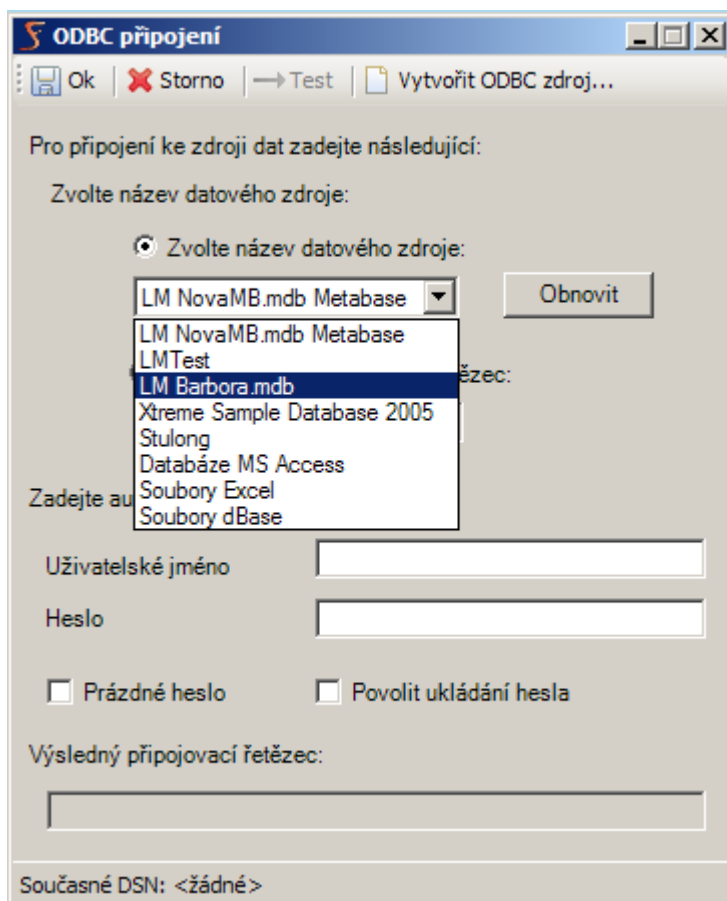 ODBC připojení
Ok Storno Test Vytvořit ODBC zdroj...
Pro připojení ke zdroji dat zadejte následující:
Zvolte název datového zdroje:
Zvolte název datového zdroje:
LM NovaMB.mdb Metabase Obnovit
LM NovaMB.mdb Metabase
LMTest
LM Barbora.mdb
Xtreme Sample Database 2005
Stulong
Databáze MS Access
Soubory Excel
Soubory dBase
Zadejte
Uživatelské jméno
Heslo
Prázdné heslo Povolit ukládání hesla
Výsledný připojovací řetězec:
Současné DSN: <žádné>